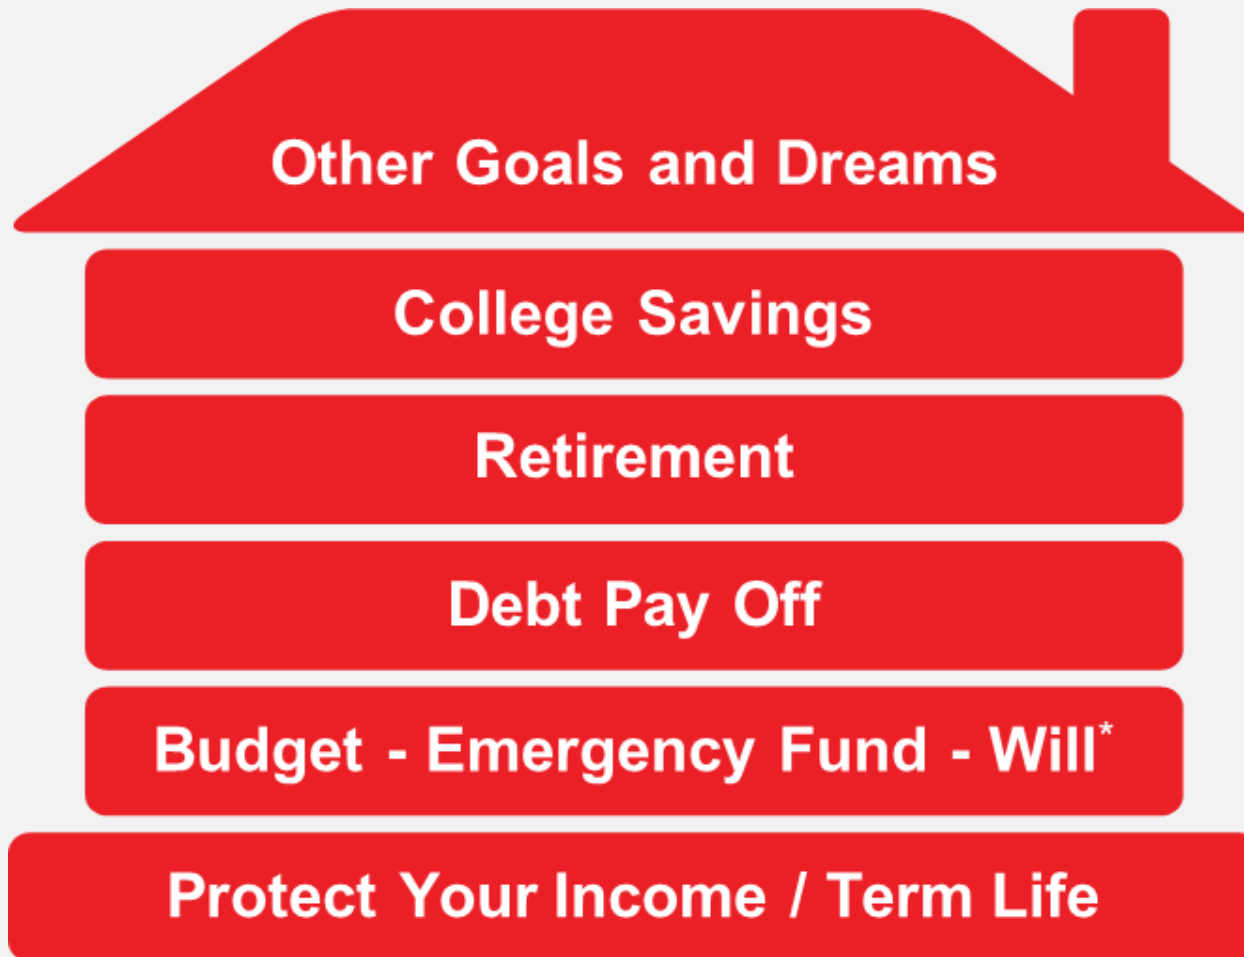 Other Goals and Dreams
College Savings
Retirement
Debt Pay Off
Budget - Emergency Fund - Will*
Protect Your Income / Term Life